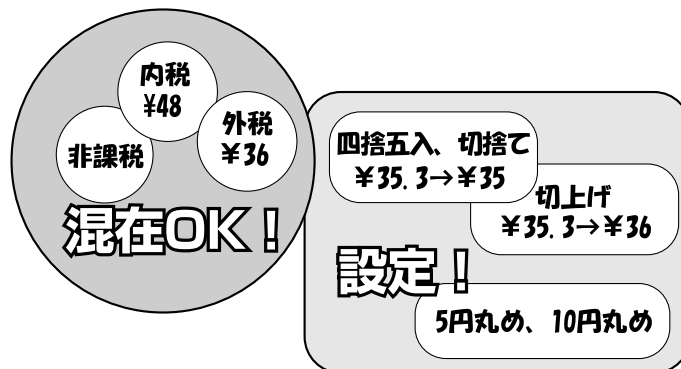 内税
¥48
外税
¥36
非課税
混在OK！
四捨五入、切捨て
¥35.3→¥35
切上げ
¥35.3→¥36
設定！
5円丸め、10円丸め